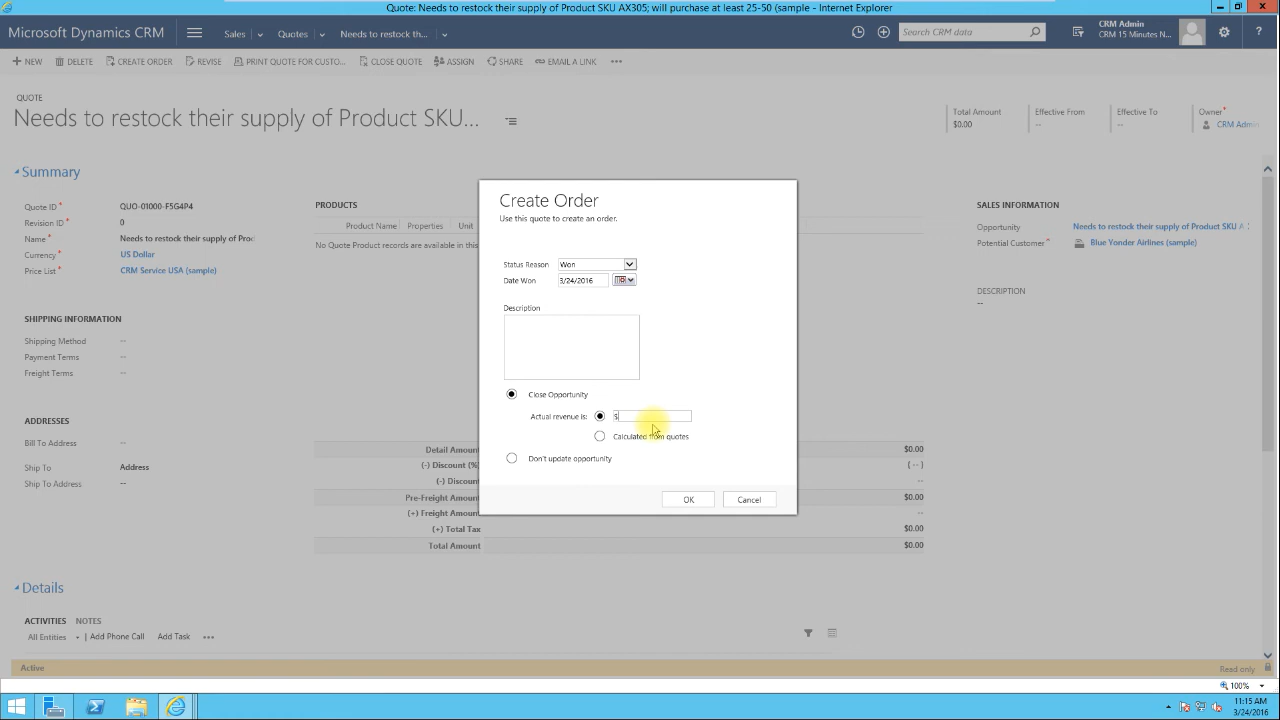 Quote: Needs to restock their supply of Product SKU AX305; will purchase at least 25-50 (sample - Internet Explorer
Microsoft Dynamics CRM
Sales
Quotes
Needs to restock th...
Search CRM data
CRM Admin
CRM 15 Minutes N...
?
NEW
DELETE
CREATE ORDER
REVISE
PRINT QUOTE FOR CUSTO...
CLOSE QUOTE
ASSIGN
SHARE
EMAIL A LINK
QUOTE
Needs to restock their supply of Product SKU...
Total Amount
$0.00
Effective From
--
Effective To
--
Owner*
CRM Admin
Summary
Quote ID* QUO-01000-F5G4P4
Revision ID* 0
Name* Needs to restock their supply of Proc
Currency* US Dollar
Price List* CRM Service USA (sample)
SHIPPING INFORMATION
Shipping Method --
Payment Terms --
Freight Terms --
ADDRESSES
Bill To Address --
Ship To Address
Ship To Address --
PRODUCTS
Product Name Properties Unit
No Quote Product records are available in this
Detail Amount $0.00
(-) Discount (%) ( -- )
(-) Discount --
Pre-Freight Amount $0.00
(+) Freight Amount --
(+) Total Tax $0.00
Total Amount $0.00
SALES INFORMATION
Opportunity Needs to restock their supply of Product SKU A
Potential Customer* Blue Yonder Airlines (sample)
DESCRIPTION
--
Create Order
Use this quote to create an order.
Status Reason Won
Date Won 3/24/2016
Description
Close Opportunity
Actual revenue is: $
Calculated from quotes
Don't update opportunity
OK
Cancel
Details
ACTIVITIES NOTES
All Entities | Add Phone Call Add Task
Active
Read only
100%
11:15 AM
3/24/2016